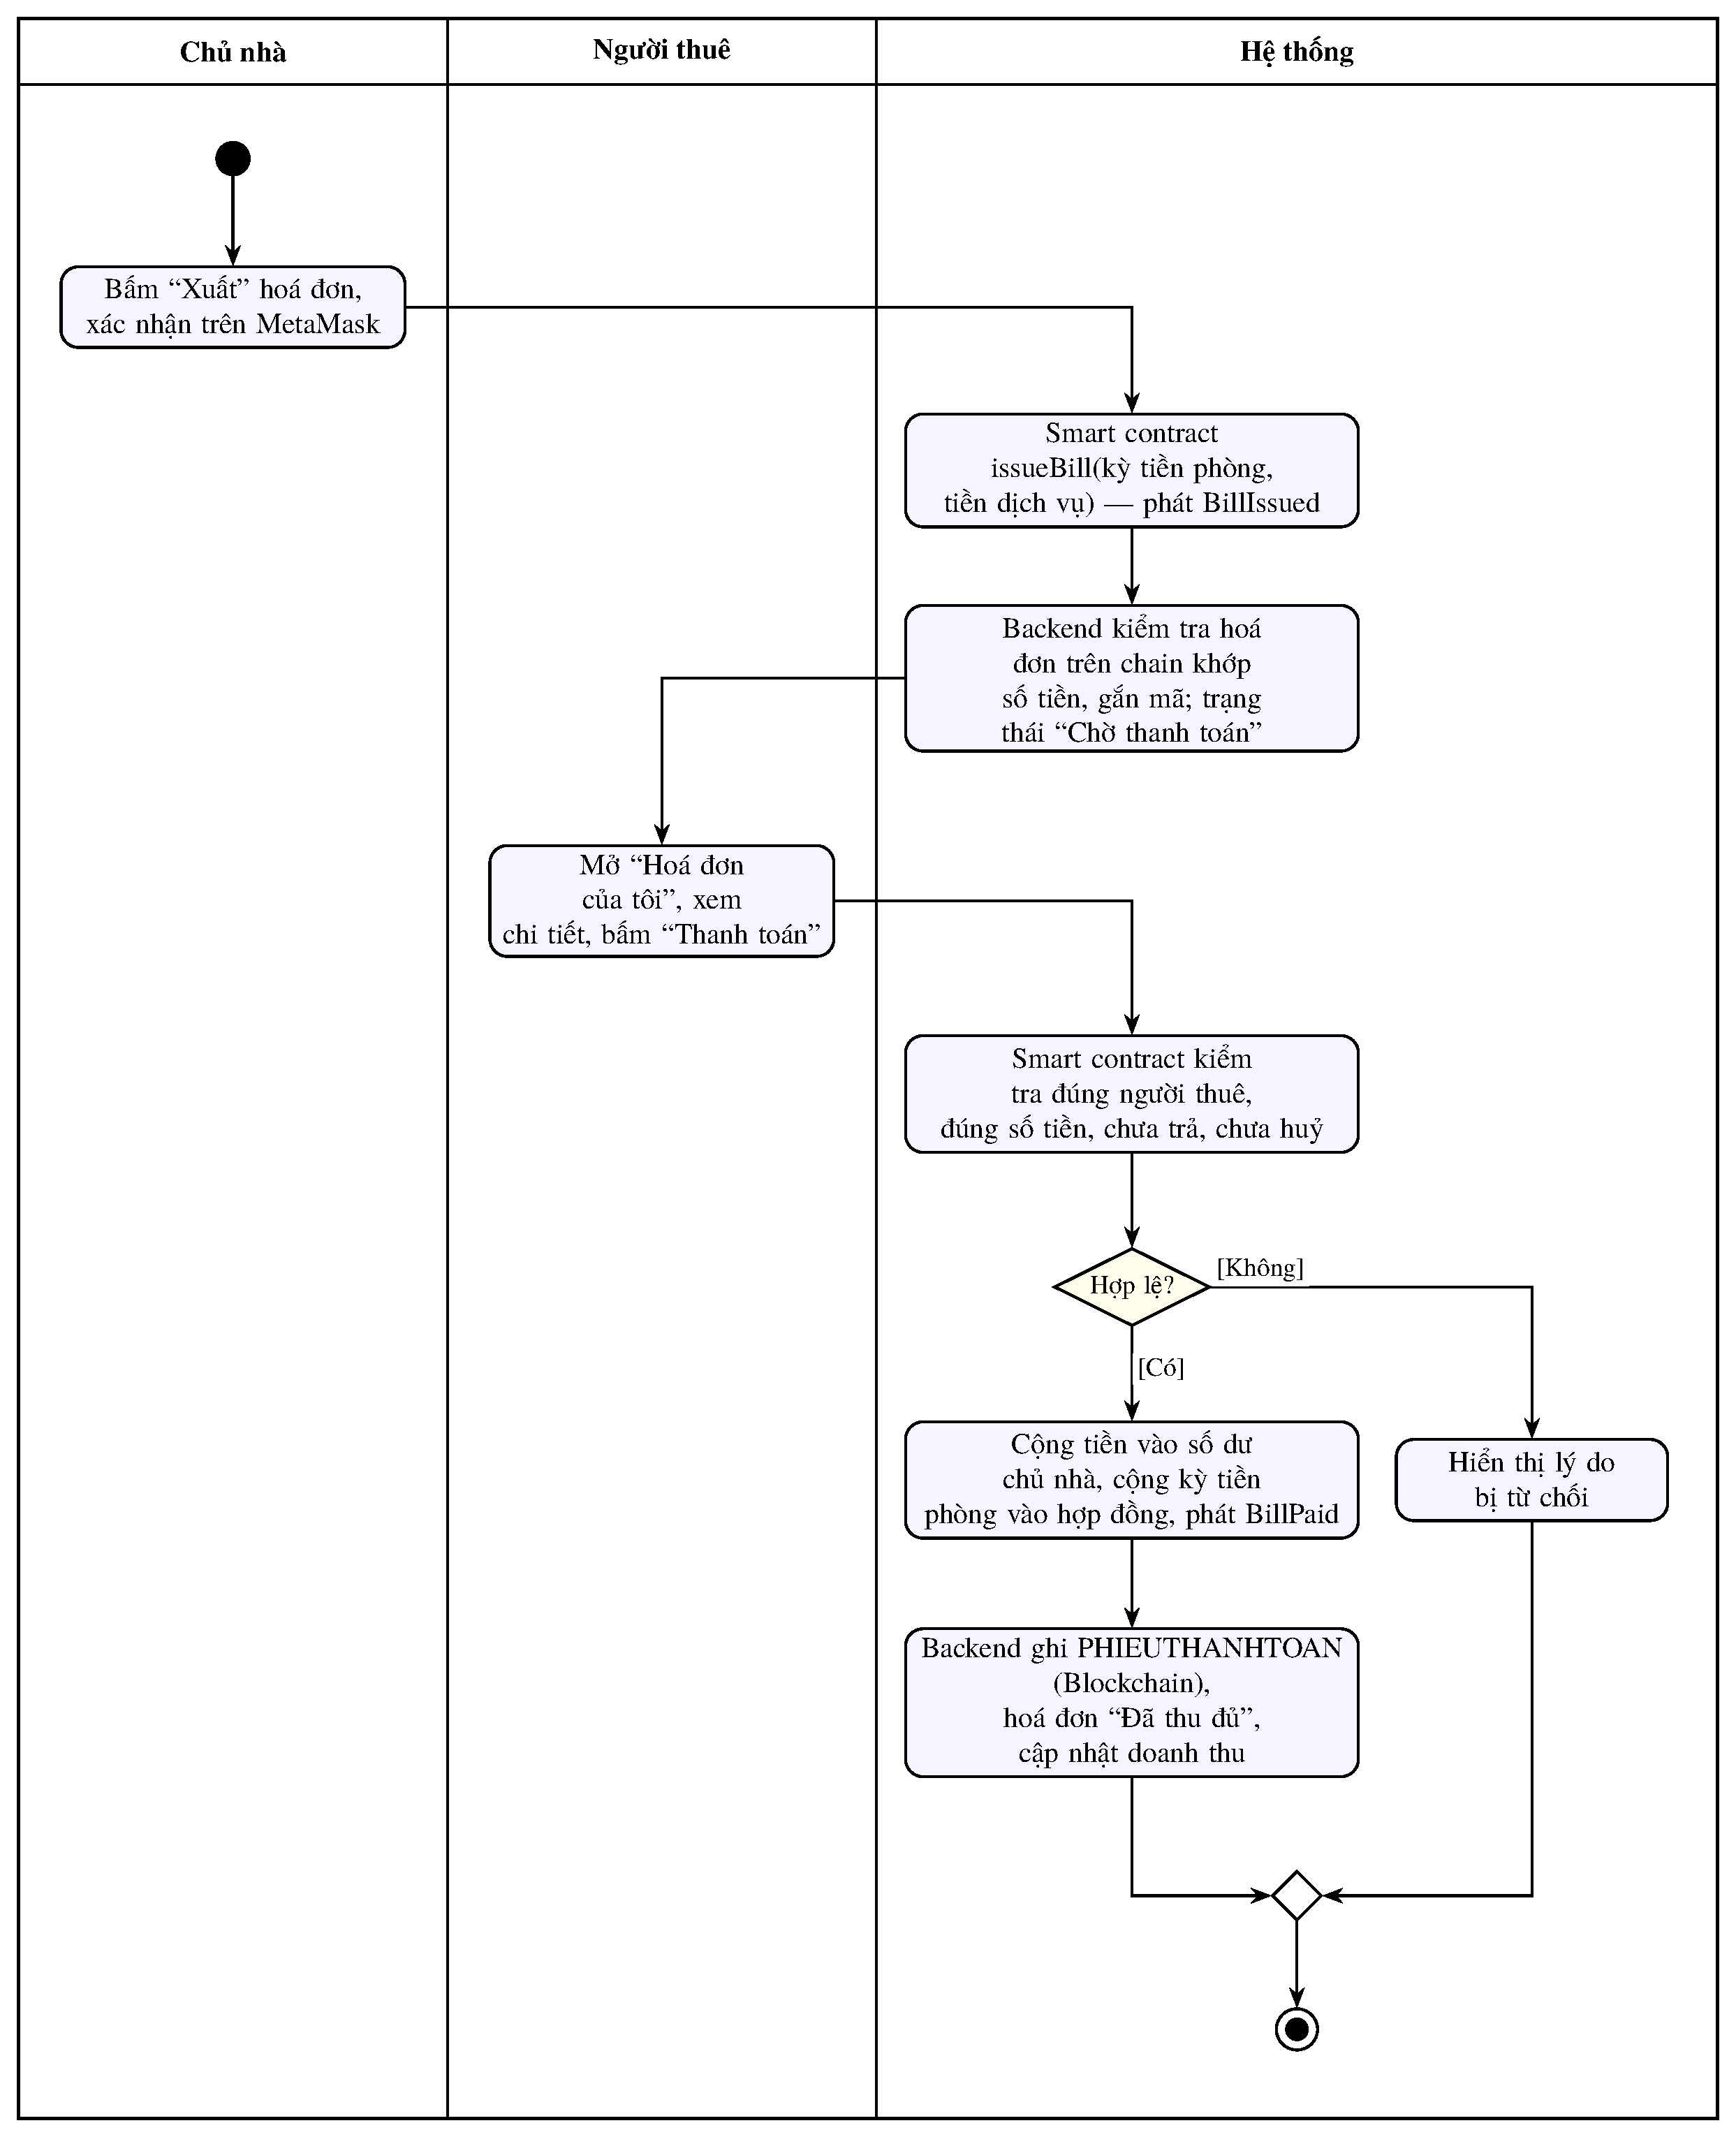 Chủ nhà
Người thuê
Hệ thống
Bấm “Xuất” hoá đơn,
xác nhận trên MetaMask
Smart contract
issueBill(kỳ tiền phòng,
tiền dịch vụ) — phát BillIssued
Backend kiểm tra hoá
đơn trên chain khớp
số tiền, gắn mã; trạng
thái “Chờ thanh toán”
Mở “Hoá đơn
của tôi”, xem
chi tiết, bấm “Thanh toán”
Smart contract kiểm
tra đúng người thuê,
đúng số tiền, chưa trả, chưa huỷ
Hợp lệ?
[Không]
[Có]
Cộng tiền vào số dư
chủ nhà, cộng kỳ tiền
phòng vào hợp đồng, phát BillPaid
Hiển thị lý do
bị từ chối
Backend ghi PHIEUTHANHTOAN
(Blockchain),
hoá đơn “Đã thu đủ”,
cập nhật doanh thu